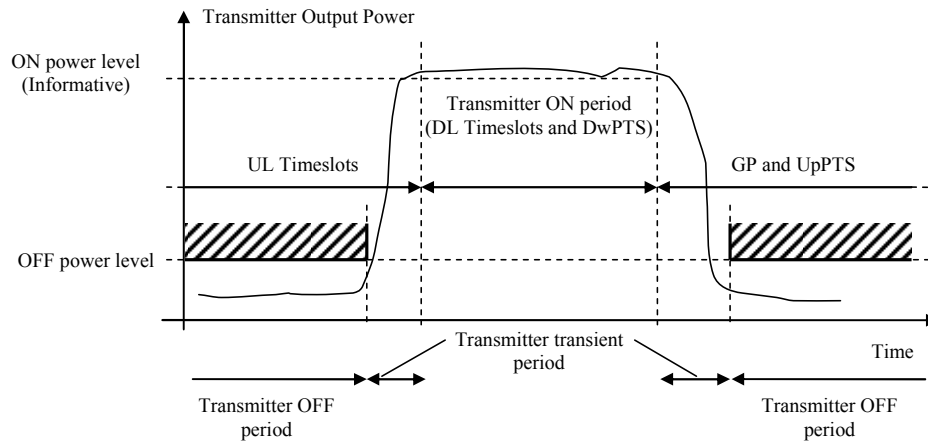 Transmitter Output Power
ON power level
(Informative)
Transmitter ON period
(DL Timeslots and DwPTS)
UL Timeslots
GP and UpPTS
OFF power level
Transmitter transient
period
Time
Transmitter OFF
period
Transmitter OFF
period